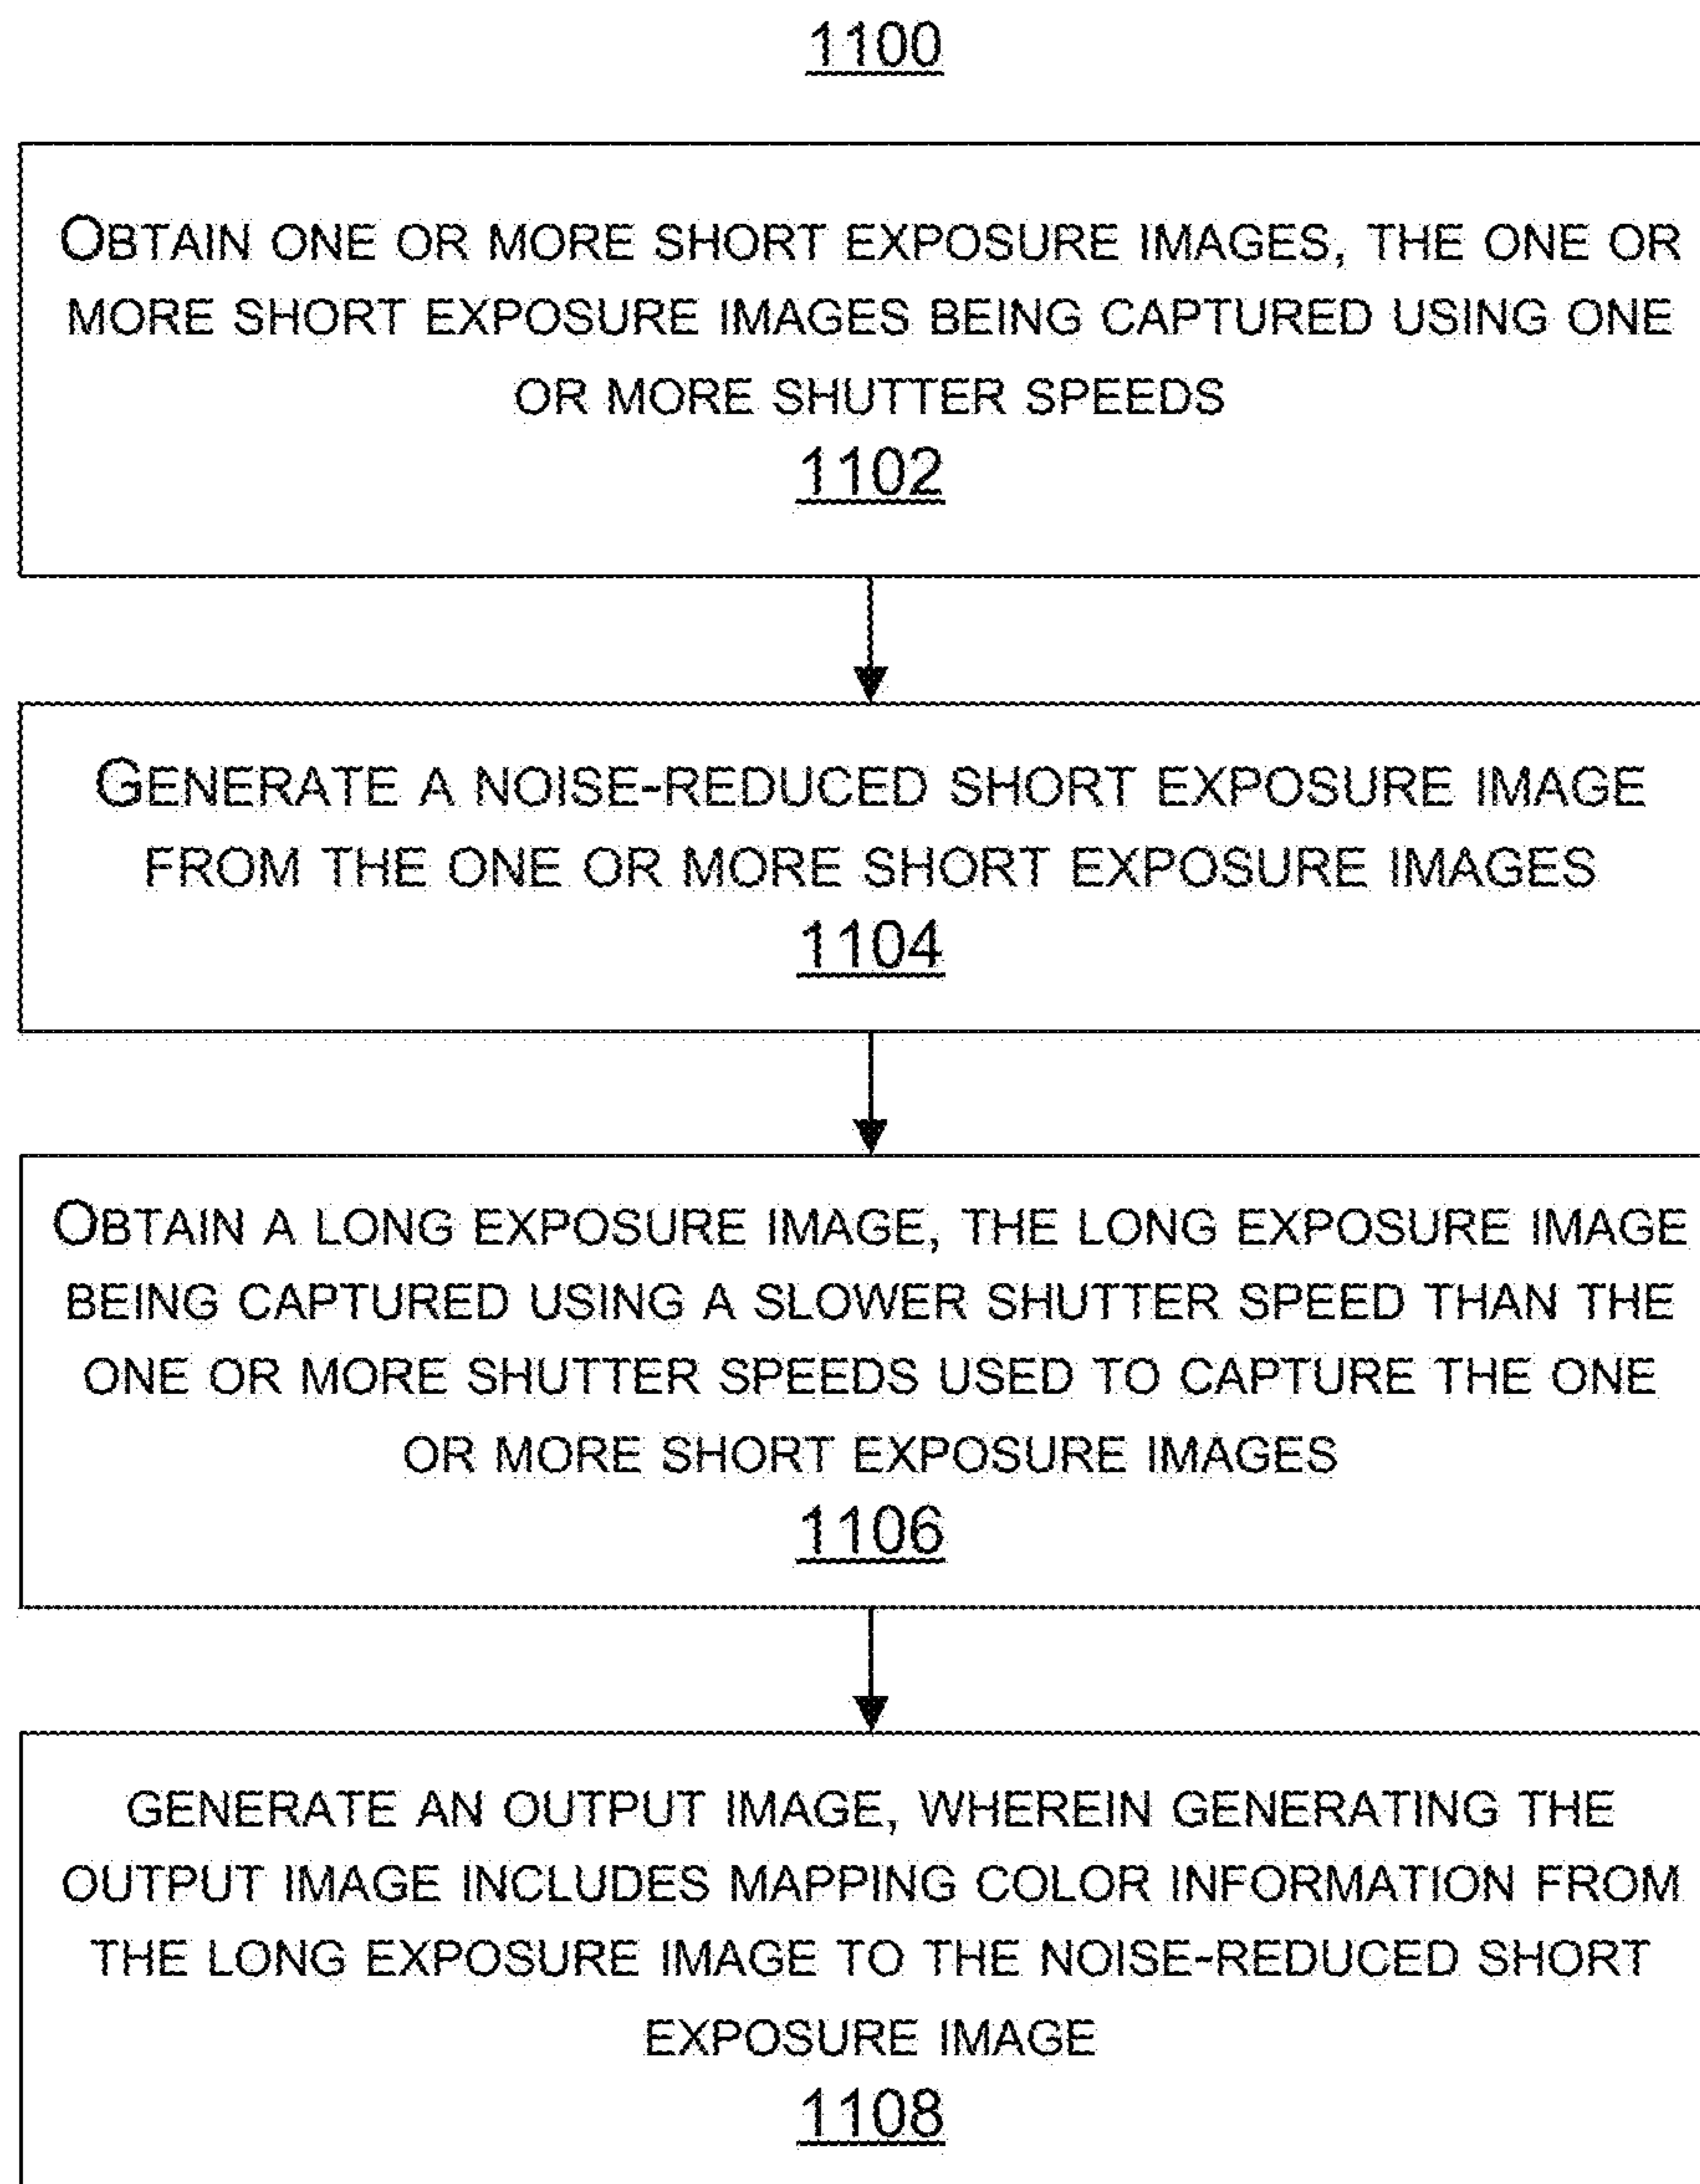 1100
OBTAIN ONE OR MORE SHORT EXPOSURE IMAGES, THE ONE OR
MORE SHORT EXPOSURE IMAGES BEING CAPTURED USING ONE
OR MORE SHUTTER SPEEDS
1102
GENERATE A NOISE-REDUCED SHORT EXPOSURE IMAGE
FROM THE ONE OR MORE SHORT EXPOSURE IMAGES
1104
OBTAIN A LONG EXPOSURE IMAGE, THE LONG EXPOSURE IMAGE
BEING CAPTURED USING A SLOWER SHUTTER SPEED THAN THE
ONE OR MORE SHUTTER SPEEDS USED TO CAPTURE THE ONE
OR MORE SHORT EXPOSURE IMAGES
1106
GENERATE AN OUTPUT IMAGE, WHEREIN GENERATING THE
OUTPUT IMAGE INCLUDES MAPPING COLOR INFORMATION FROM
THE LONG EXPOSURE IMAGE TO THE NOISE-REDUCED SHORT
EXPOSURE IMAGE
1108